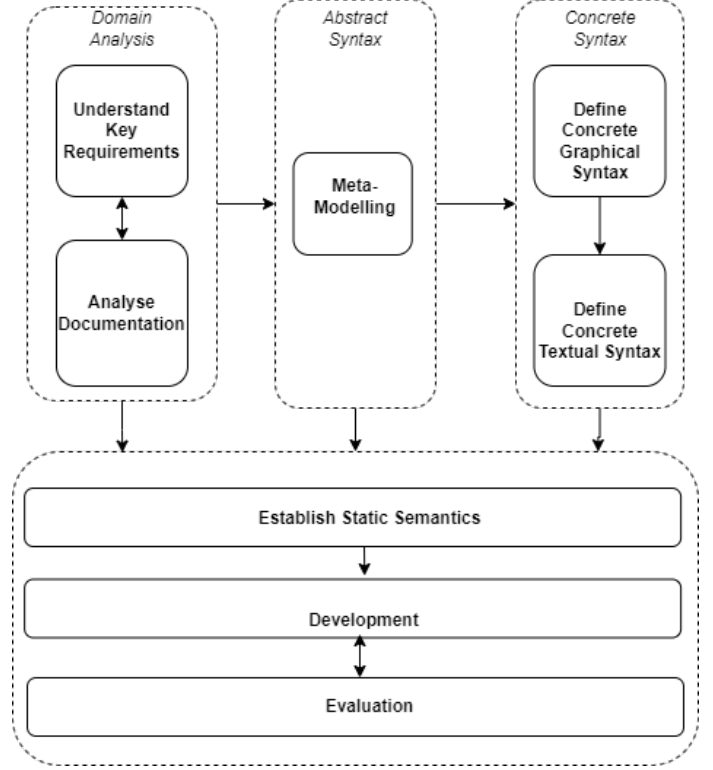 Domain
Analysis
Understand
Key
Requirements
Analyse
Documentation
Abstract
Syntax
Meta-
Modelling
Concrete
Syntax
Define
Concrete
Graphical
Syntax
Define
Concrete
Textual Syntax
Establish Static Semantics
Development
Evaluation